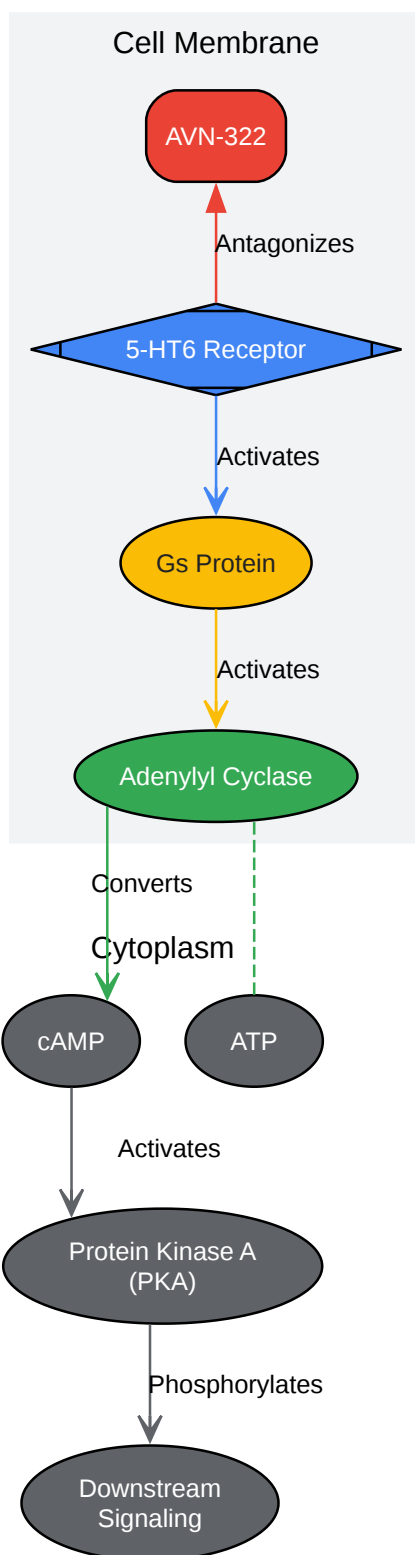 Cell Membrane
AVN-322
Antagonizes
5-HT6 Receptor
Activates
Gs Protein
Activates
Adenylyl Cyclase
Converts
Cytoplasm
cAMP
ATP
Activates
Protein Kinase A
(PKA)
Phosphorylates
Downstream
Signaling